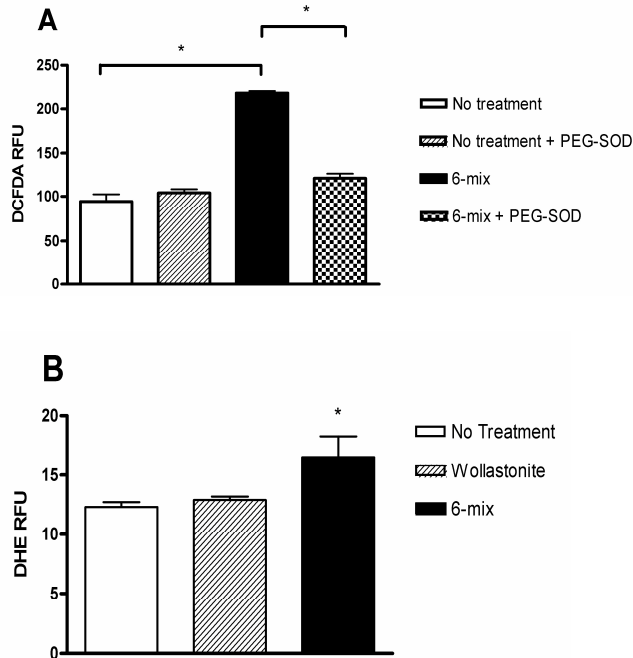 A
*
*
250
200
150
100
50
0
DCFDA RFU
No treatment
No treatment + PEG-SOD
6-mix
6-mix + PEG-SOD
B
*
20
15
10
5
0
DHE RFU
No Treatment
Wollastonite
6-mix